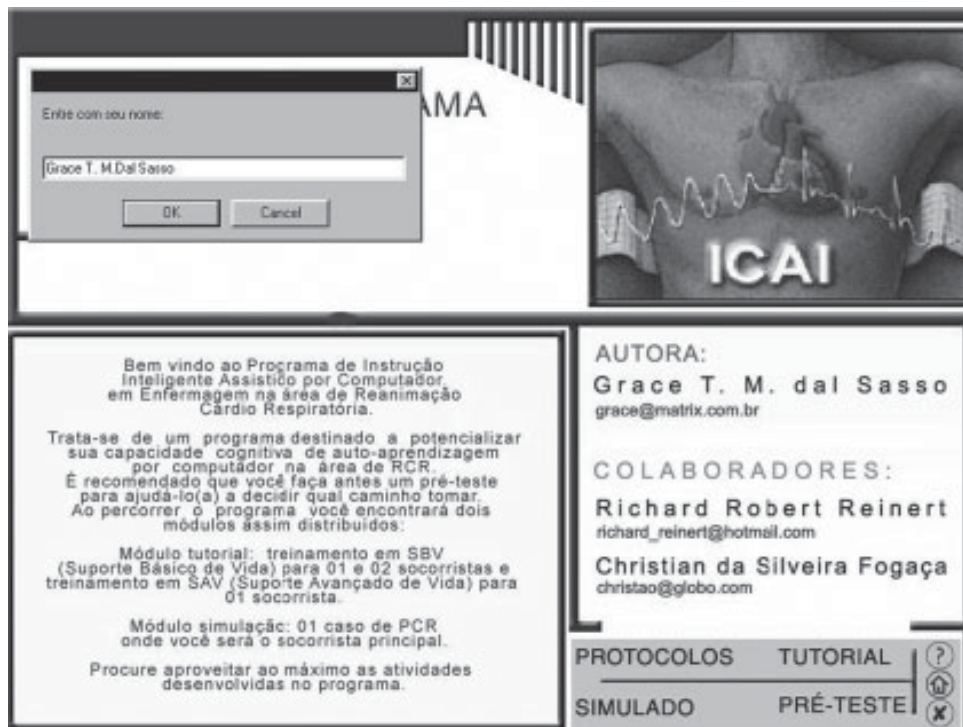 Entre com seu nome:
AMA
Grace T. M.Dal Sasso
OK
Cancel
ICAI
Bem vindo ao Programa de Instrução
Inteligente Assistico por Computador,
em Enfermagem na área de Reanimação
Cárdio Respiratória.
Trata-se de um programa destinado a potencializar
sua capacidade cognitiva de auto-aprendizagem
por computador na área de RCR.
É recomendado que você faça antes um pré-teste
para ajudá-lo(a) a decidir qual caminho tomar.
Ao percorrer o programa você encontrará dois
módulos assim distribuidos:
Módulo tutorial: treinamento em SBV
(Suporte Básico de Vida) para 01 e 02 socorristas e
treinamento em SAV (Suporte Avançado de Vida) para
01 socorrista.
Módulo simulação: 01 caso de PCR
onde você será o socorrista principal.
Procure aproveitar ao máximo as atividades
desenvolvidas no programa.
AUTORA:
Grace T. M. dal Sasso
grace@matrix.com.br
COLABORADORES:
Richard Robert Reinert
richard_reinert@hotmail.com
Christian da Silveira Fogaça
christao@globo.com
PROTOCOLOS TUTORIAL ?
SIMULADO PRÉ-TESTE